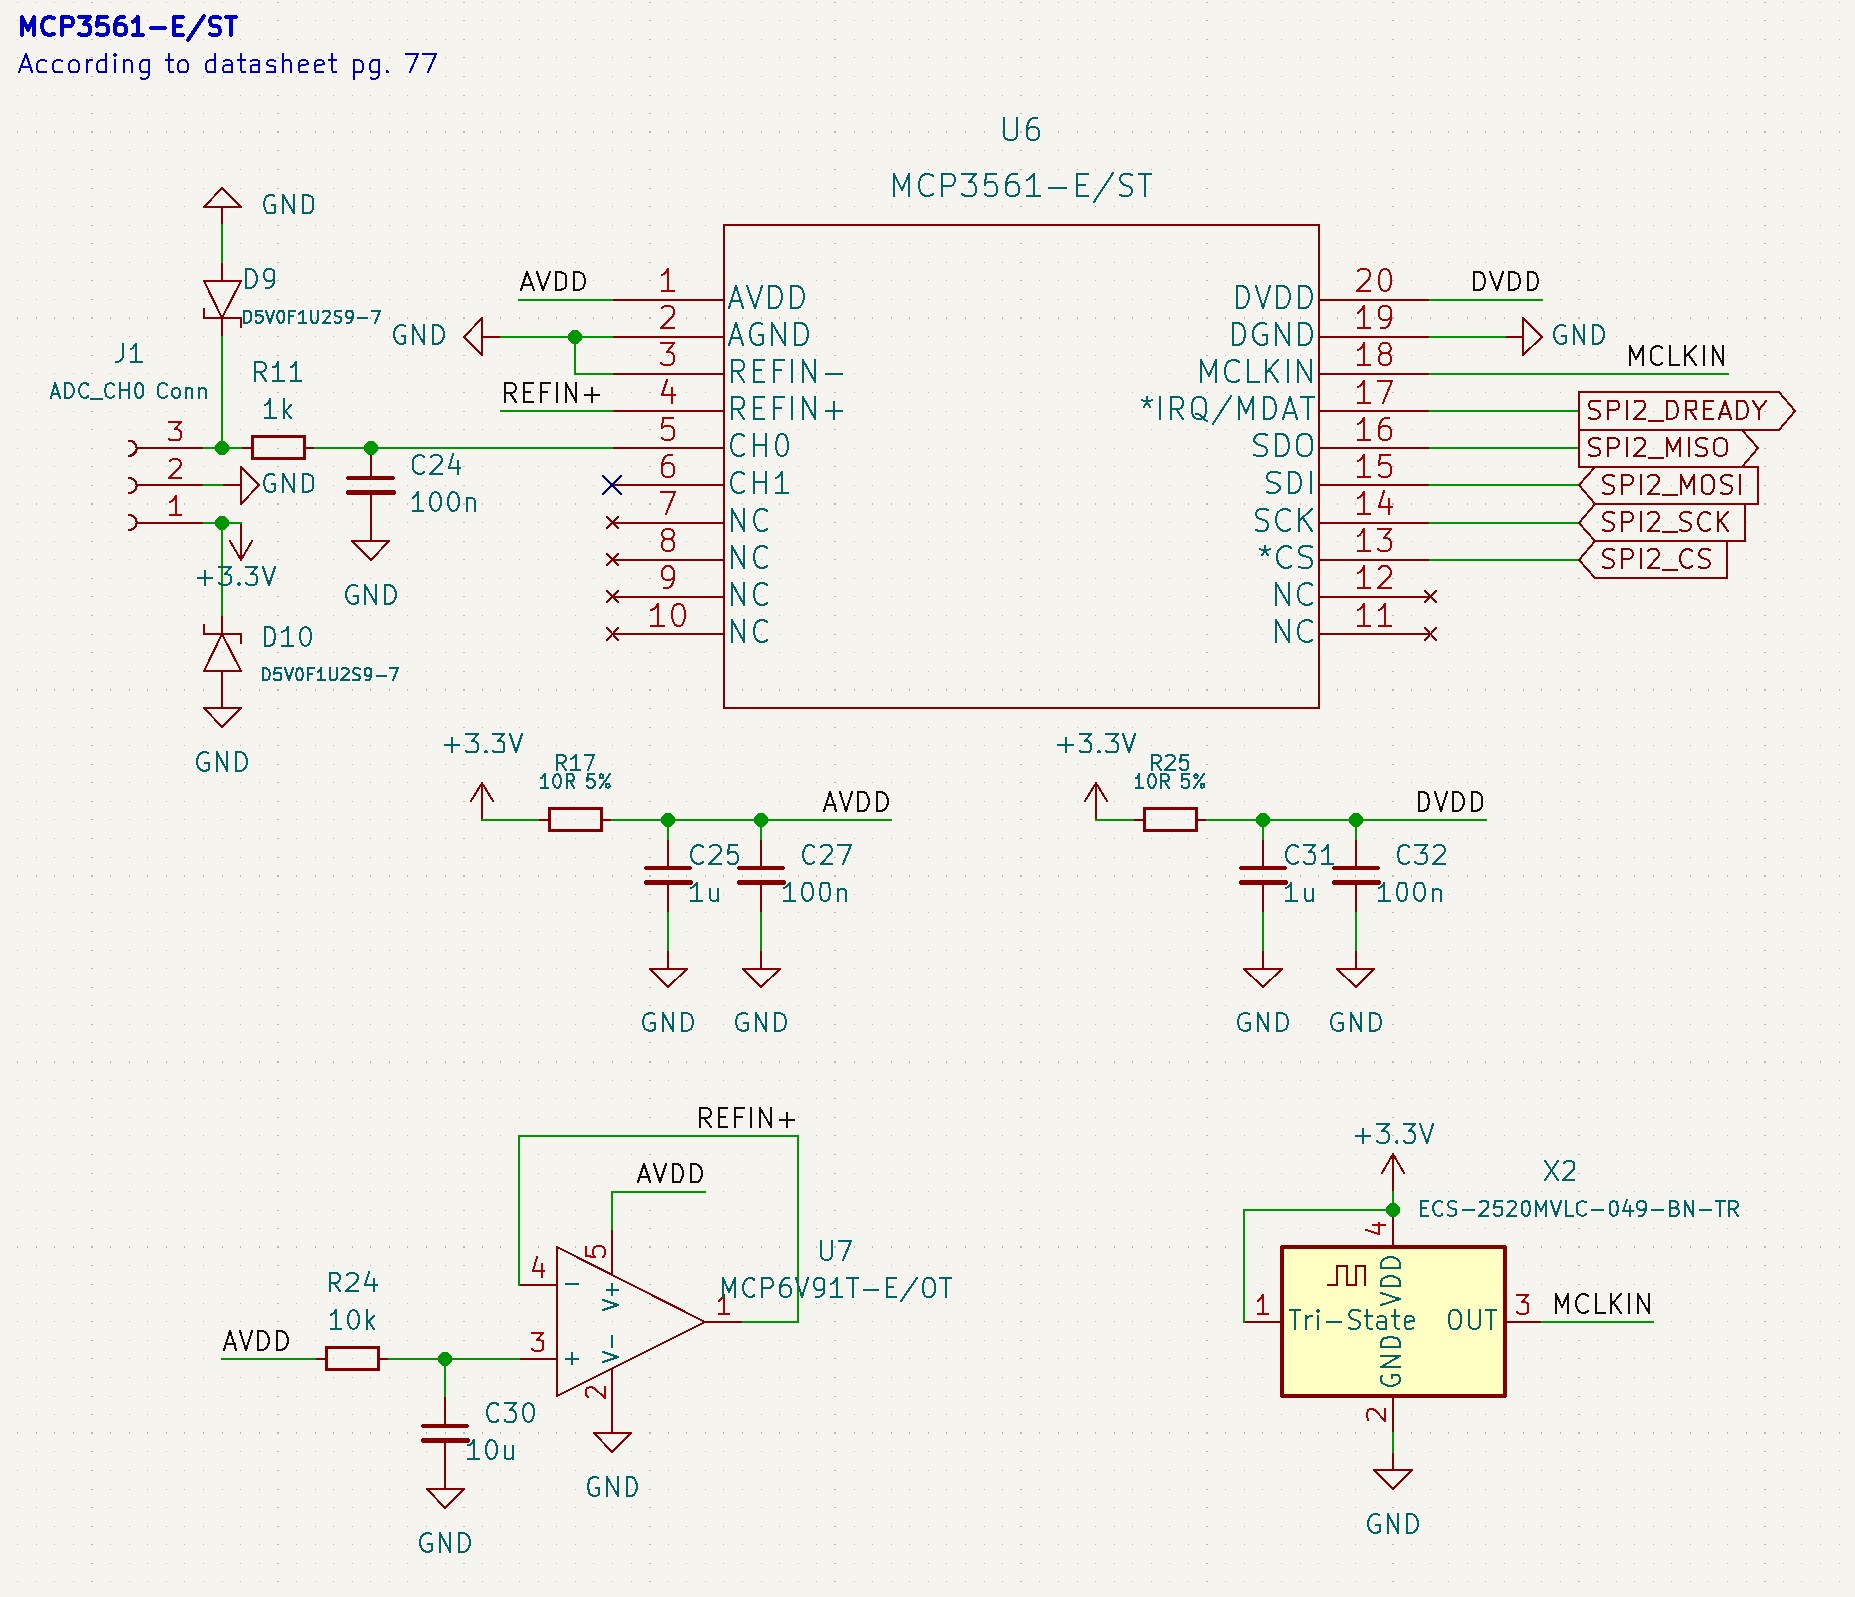 MCP3561-E/ST
According to datasheet pg. 77
U6
MCP3561-E/ST
GND
D9
D5V0F1U2S9-7
J1
ADC_CH0 Conn
R11
1k
3
2
1
GND
+3.3V
C24
100n
GND
D10
D5V0F1U2S9-7
GND
AVDD
GND
REFIN+
1 AVDD
2 AGND
3 REFIN-
4 REFIN+
5 CH0
6 CH1
7 NC
8 NC
9 NC
10 NC
DVDD 20
DGND 19
MCLKIN 18
*IRQ/MDAT 17
SDO 16
SDI 15
SCK 14
*CS 13
NC 12
NC 11
DVDD
GND
MCLKIN
SPI2_DREADY
SPI2_MISO
SPI2_MOSI
SPI2_SCK
SPI2_CS
+3.3V
R17
10R 5%
AVDD
C25
1u
C27
100n
GND
GND
+3.3V
R25
10R 5%
DVDD
C31
1u
C32
100n
GND
GND
REFIN+
AVDD
U7
MCP6V91T-E/OT
4 -
5 V+
1
3 +
2 V-
GND
R24
10k
AVDD
C30
10u
GND
+3.3V
X2
ECS-2520MVLC-049-BN-TR
4 VDD
1 Tri-State
OUT 3
MCLKIN
GND 2
GND